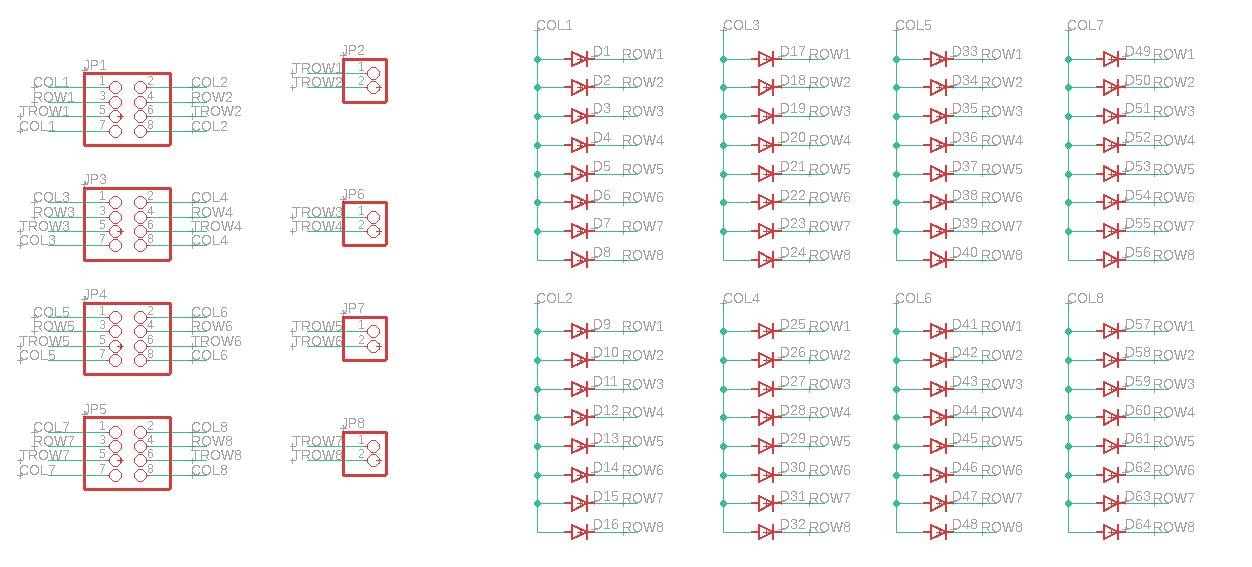 JP1
COL1 1 2 COL2
ROW1 3 4 ROW2
TROW1 5 6 TROW2
COL1 7 8 COL2
JP3
COL3 1 2 COL4
ROW3 3 4 ROW4
TROW3 5 6 TROW4
COL3 7 8 COL4
JP4
COL5 1 2 COL6
ROW5 3 4 ROW6
TROW5 5 6 TROW6
COL5 7 8 COL6
JP5
COL7 1 2 COL8
ROW7 3 4 ROW8
TROW7 5 6 TROW8
COL7 7 8 COL8
JP2
TROW1 1
TROW2 2
JP6
TROW3 1
TROW4 2
JP7
TROW5 1
TROW6 2
JP8
TROW7 1
TROW8 2
COL1
D1 ROW1
D2 ROW2
D3 ROW3
D4 ROW4
D5 ROW5
D6 ROW6
D7 ROW7
D8 ROW8
COL2
D9 ROW1
D10 ROW2
D11 ROW3
D12 ROW4
D13 ROW5
D14 ROW6
D15 ROW7
D16 ROW8
COL3
D17 ROW1
D18 ROW2
D19 ROW3
D20 ROW4
D21 ROW5
D22 ROW6
D23 ROW7
D24 ROW8
COL4
D25 ROW1
D26 ROW2
D27 ROW3
D28 ROW4
D29 ROW5
D30 ROW6
D31 ROW7
D32 ROW8
COL5
D33 ROW1
D34 ROW2
D35 ROW3
D36 ROW4
D37 ROW5
D38 ROW6
D39 ROW7
D40 ROW8
COL6
D41 ROW1
D42 ROW2
D43 ROW3
D44 ROW4
D45 ROW5
D46 ROW6
D47 ROW7
D48 ROW8
COL7
D49 ROW1
D50 ROW2
D51 ROW3
D52 ROW4
D53 ROW5
D54 ROW6
D55 ROW7
D56 ROW8
COL8
D57 ROW1
D58 ROW2
D59 ROW3
D60 ROW4
D61 ROW5
D62 ROW6
D63 ROW7
D64 ROW8